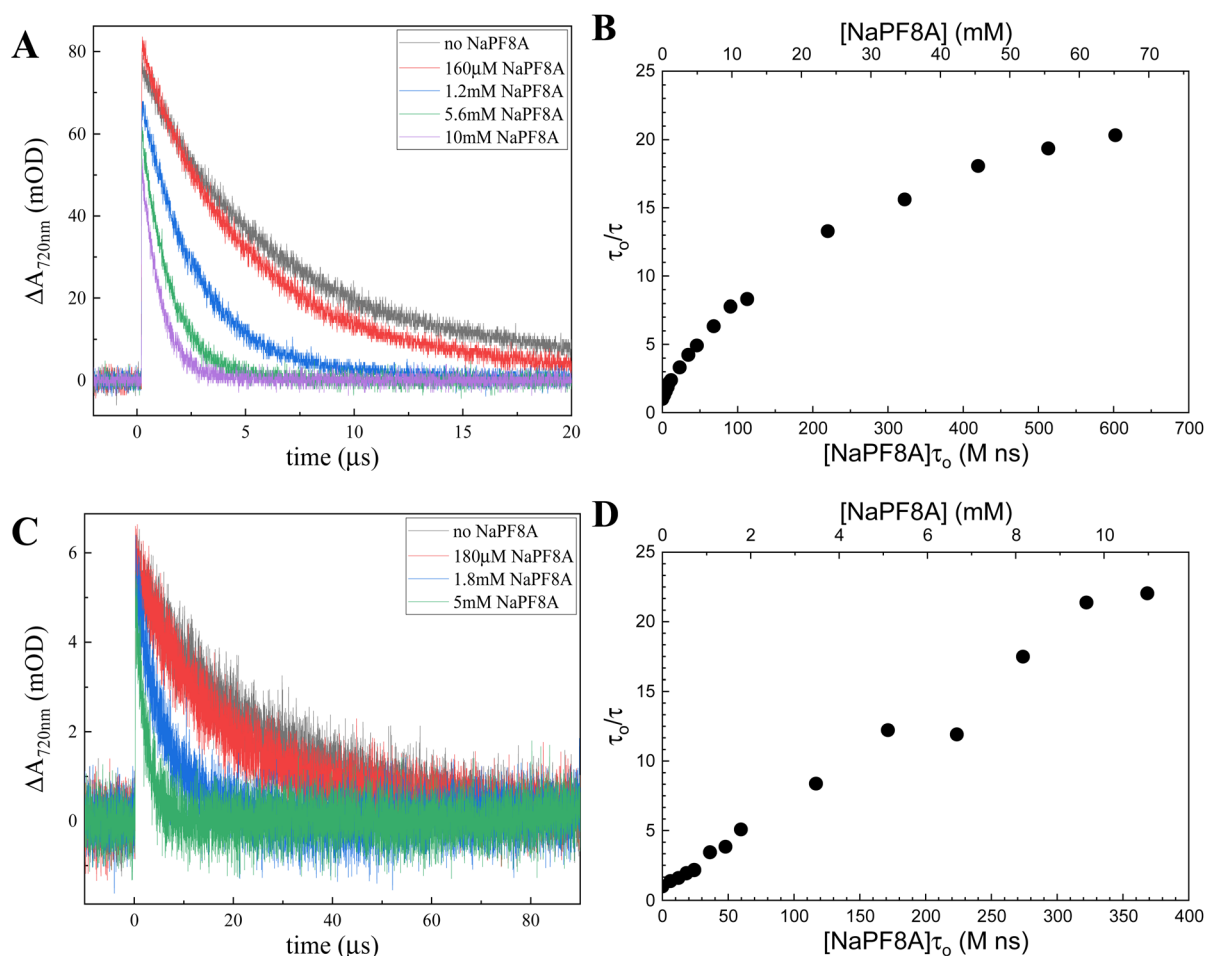 A
no NaPF8A
160μM NaPF8A
1.2mM NaPF8A
5.6mM NaPF8A
10mM NaPF8A
80
60
40
20
0
ΔA720nm (mOD)
0 5 10 15 20
time (μs)
B
[NaPF8A] (mM)
0 10 20 30 40 50 60 70
25
20
15
10
5
0
τo/τ
0 100 200 300 400 500 600 700
[NaPF8A]τo (M ns)
C
no NaPF8A
180μM NaPF8A
1.8mM NaPF8A
5mM NaPF8A
6
4
2
0
ΔA720nm (mOD)
0 20 40 60 80
time (μs)
D
[NaPF8A] (mM)
0 2 4 6 8 10
25
20
15
10
5
0
τo/τ
0 50 100 150 200 250 300 350 400
[NaPF8A]τo (M ns)